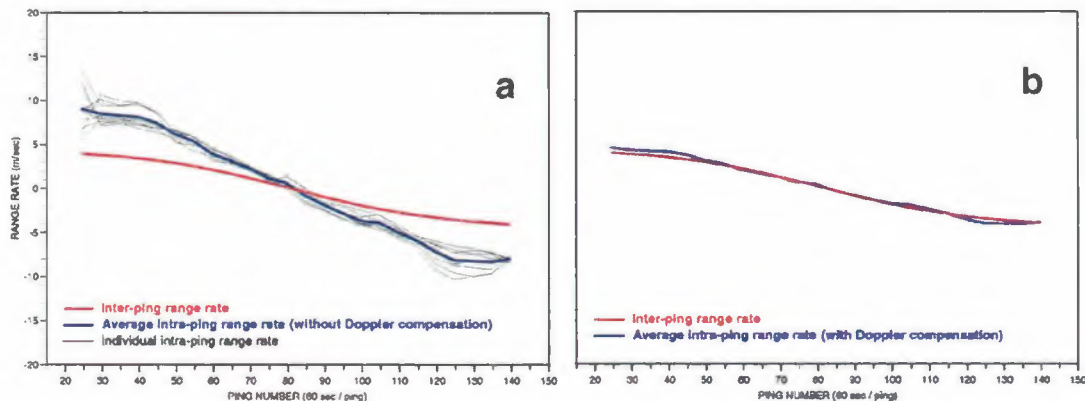 20
15
10
5
0
-5
-10
-15
-20
RANGE RATE (m/sec)
a
Inter-ping range rate
Average intra-ping range rate (without Doppler compensation)
Individual intra-ping range rate
20 30 40 50 60 70 80 90 100 110 120 130 140 150
PING NUMBER (60 sec / ping)
b
Inter-ping range rate
Average intra-ping range rate (with Doppler compensation)
20 30 40 50 60 70 80 90 100 110 120 130 140 150
PING NUMBER (60 sec / ping)